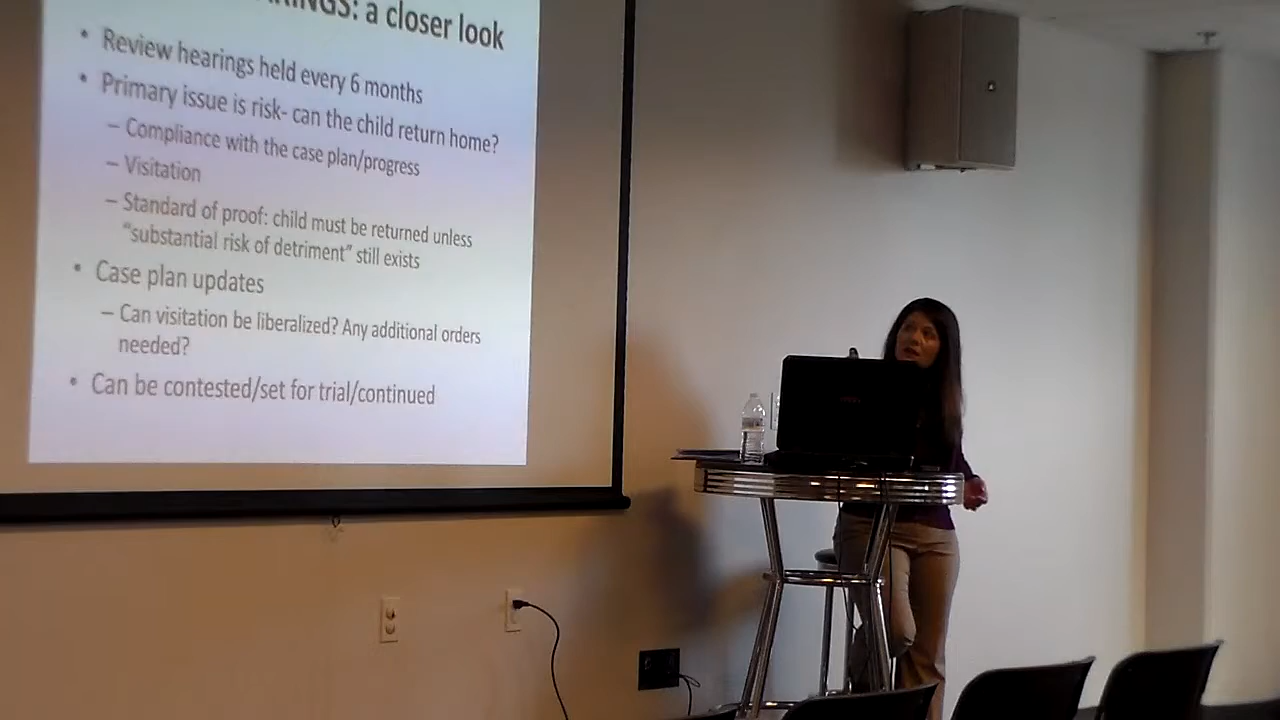 a closer look
• Review hearings held every 6 months
• Primary issue is risk- can the child return home?
– Compliance with the case plan/progress
– Visitation
– Standard of proof: child must be returned unless
“substantial risk of detriment” still exists
• Case plan updates
– Can visitation be liberalized? Any additional orders
needed?
• Can be contested/set for trial/continued